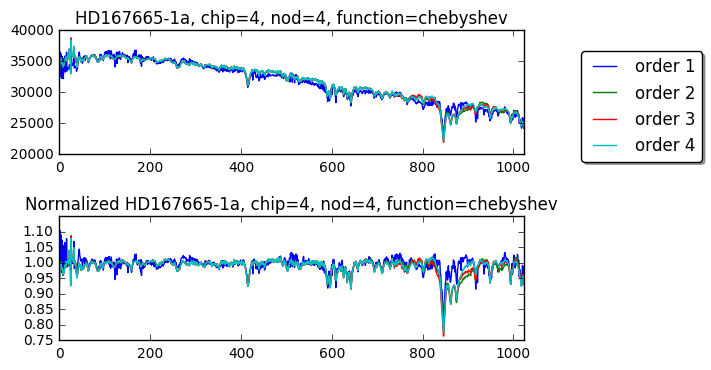 HD167665-1a, chip=4, nod=4, function=chebyshev
40000
35000
30000
25000
20000
0 200 400 600 800 1000
order 1
order 2
order 3
order 4
Normalized HD167665-1a, chip=4, nod=4, function=chebyshev
1.10
1.05
1.00
0.95
0.90
0.85
0.80
0.75
0 200 400 600 800 1000